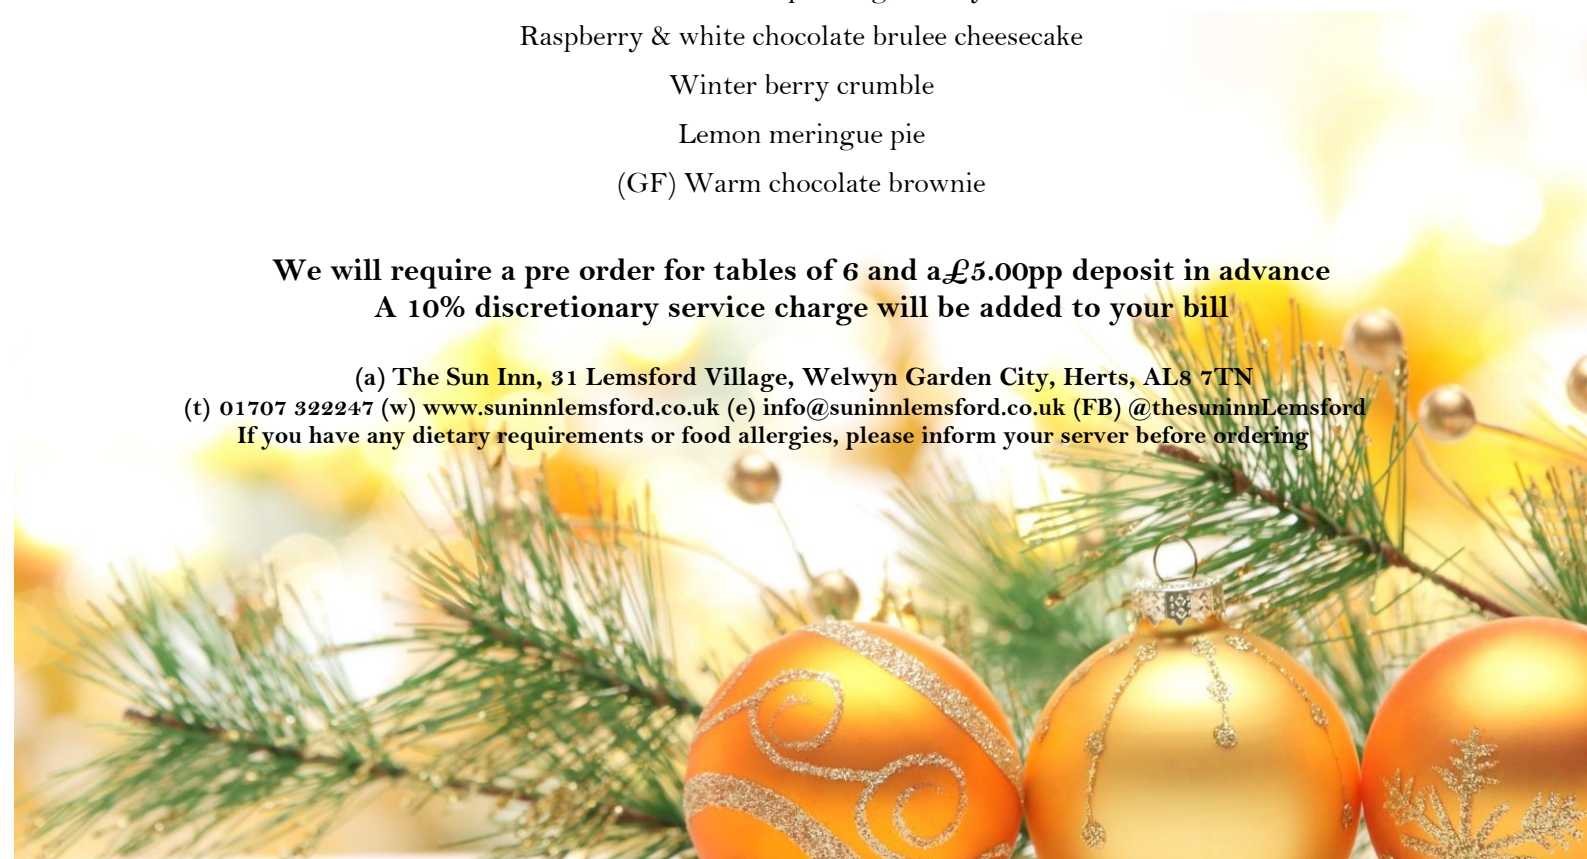 Raspberry & white chocolate brulee cheesecake
Winter berry crumble
Lemon meringue pie
(GF) Warm chocolate brownie
We will require a pre order for tables of 6 and a£5.00pp deposit in advance
A 10% discretionary service charge will be added to your bill
(a) The Sun Inn, 31 Lemsford Village, Welwyn Garden City, Herts, AL8 7TN
(t) 01707 322247 (w) www.suninnlemsford.co.uk (e) info@suninnlemsford.co.uk (FB) @thesuninnLemsford
If you have any dietary requirements or food allergies, please inform your server before ordering